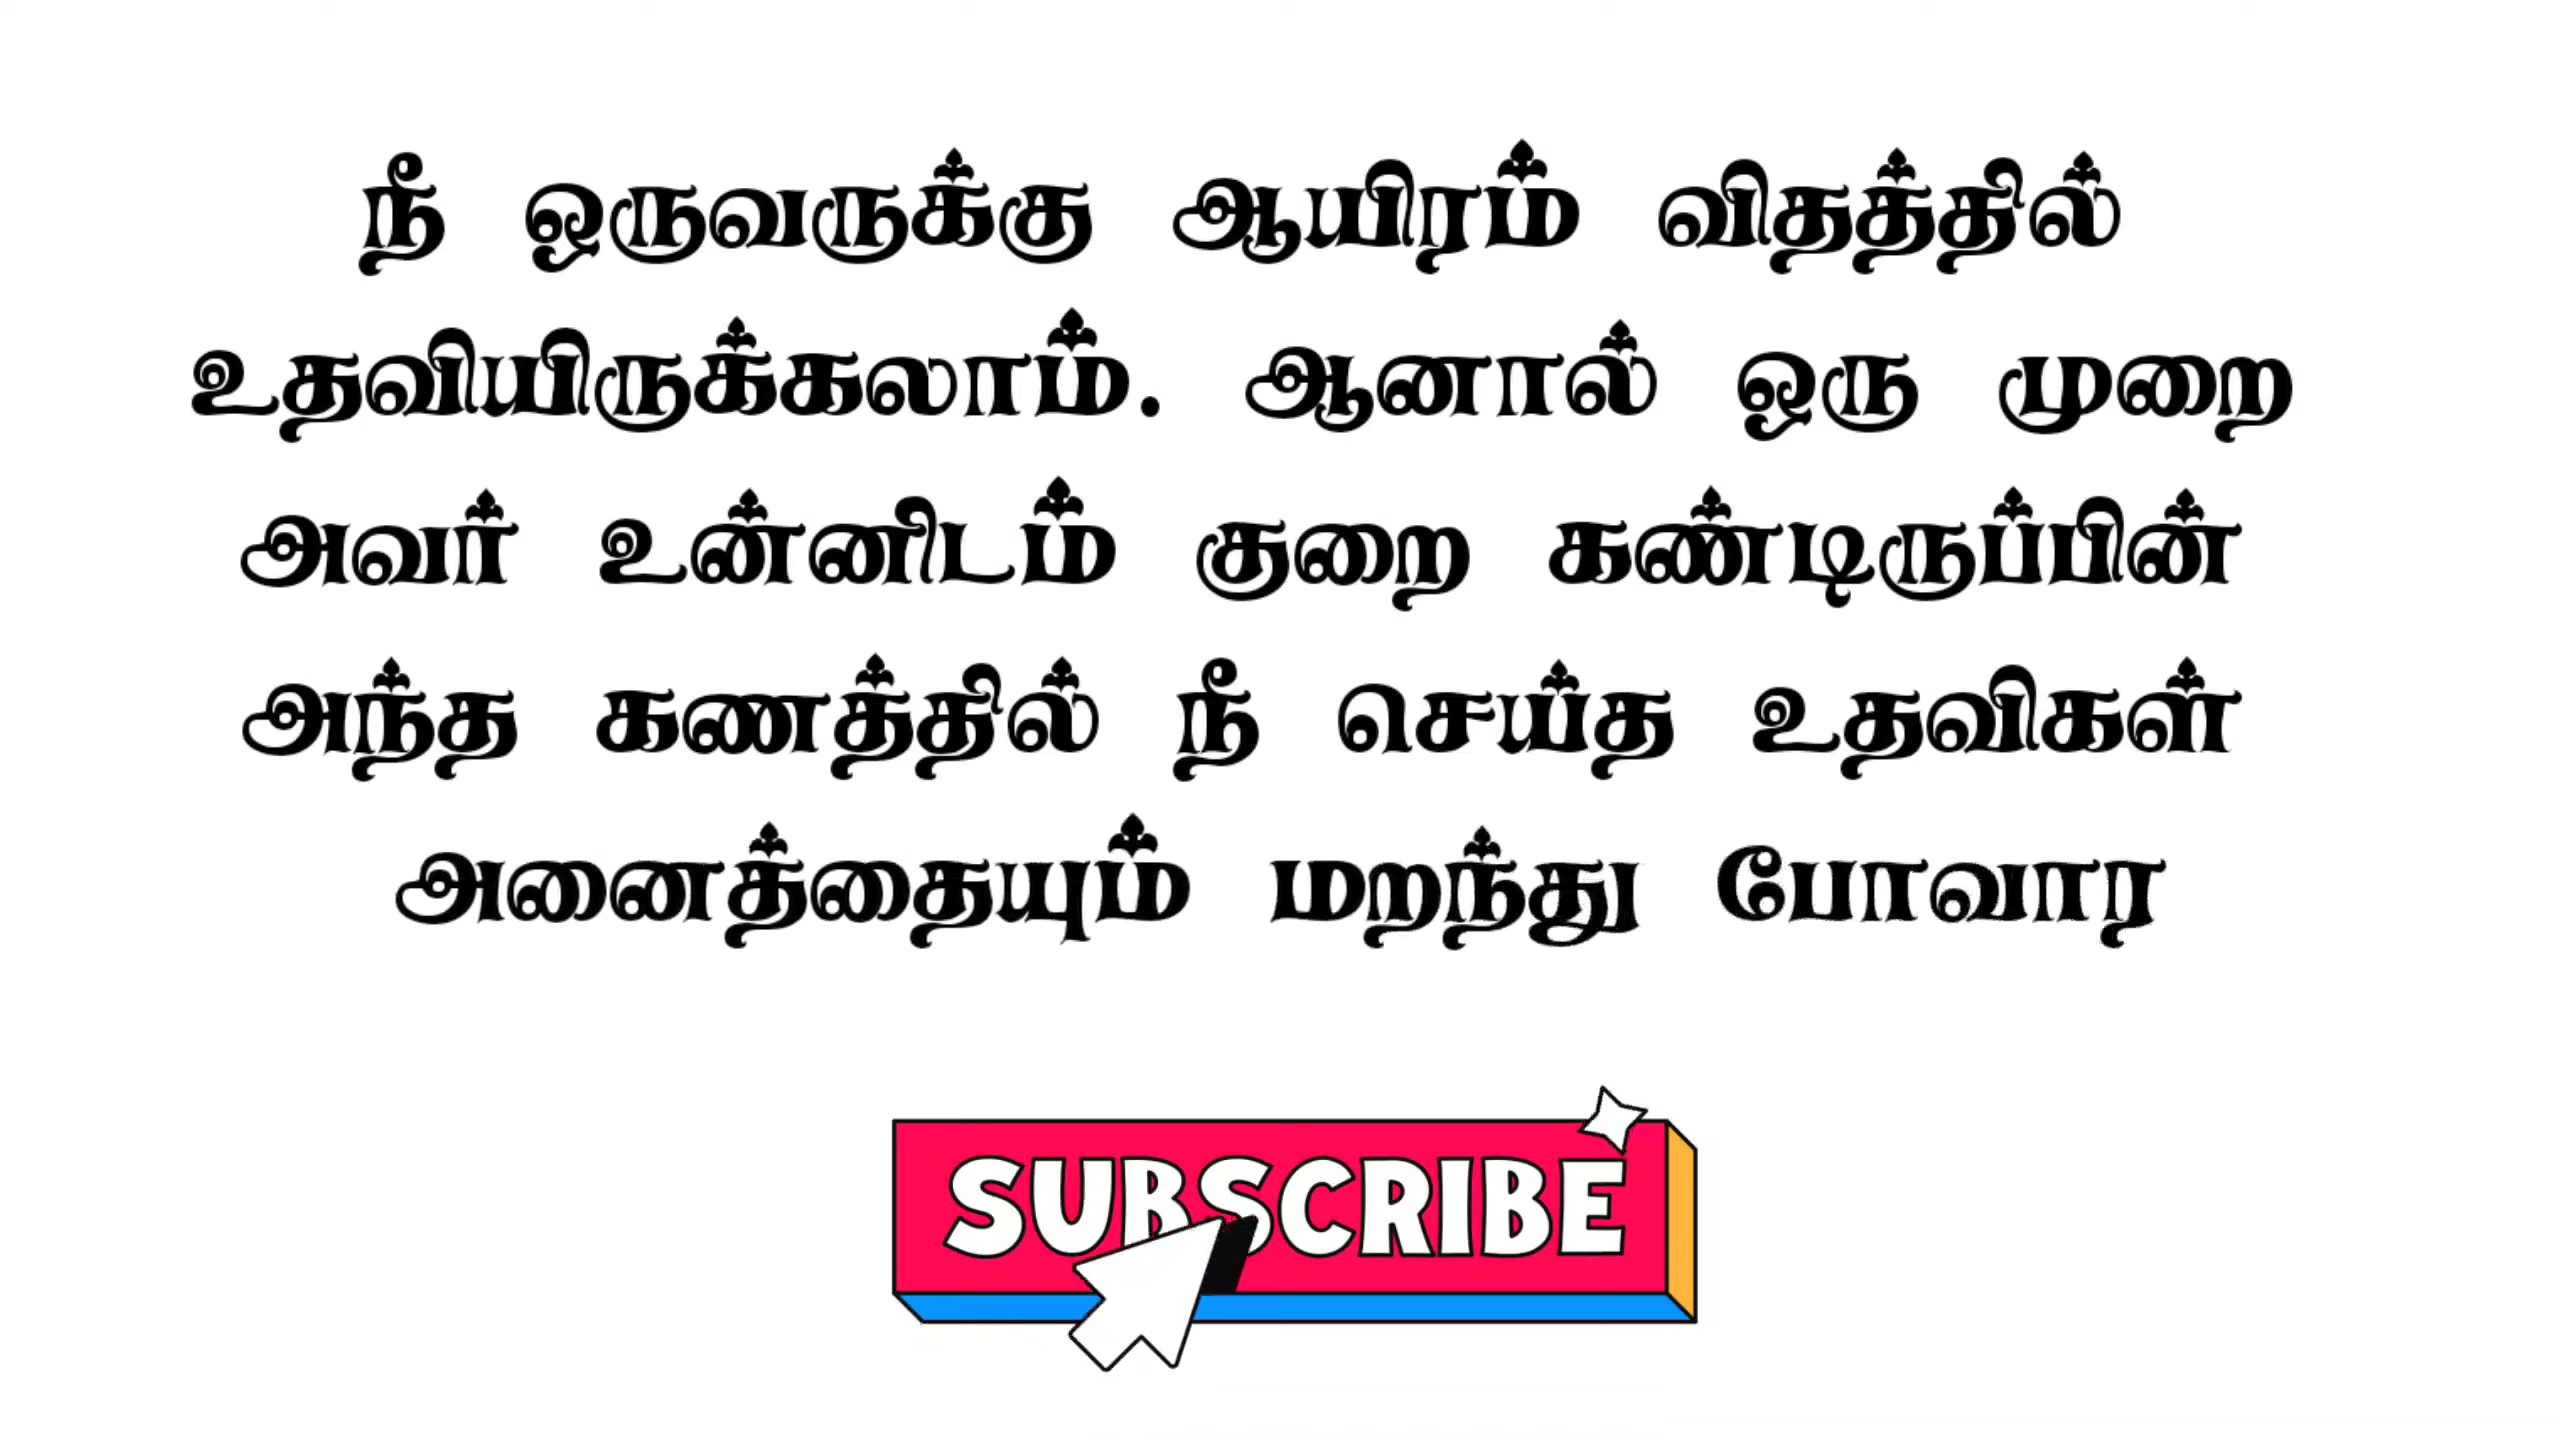 நீ ஒருவருக்கு ஆயிரம் விதத்தில்
உதவியிருக்கலாம். ஆனால் ஒரு முறை
அவர் உன்னிடம் குறை கண்டிருப்பின்
அந்த கணத்தில் நீ செய்த உதவிகள்
அனைத்தையும் மறந்து போவார
SUBSCRIBE